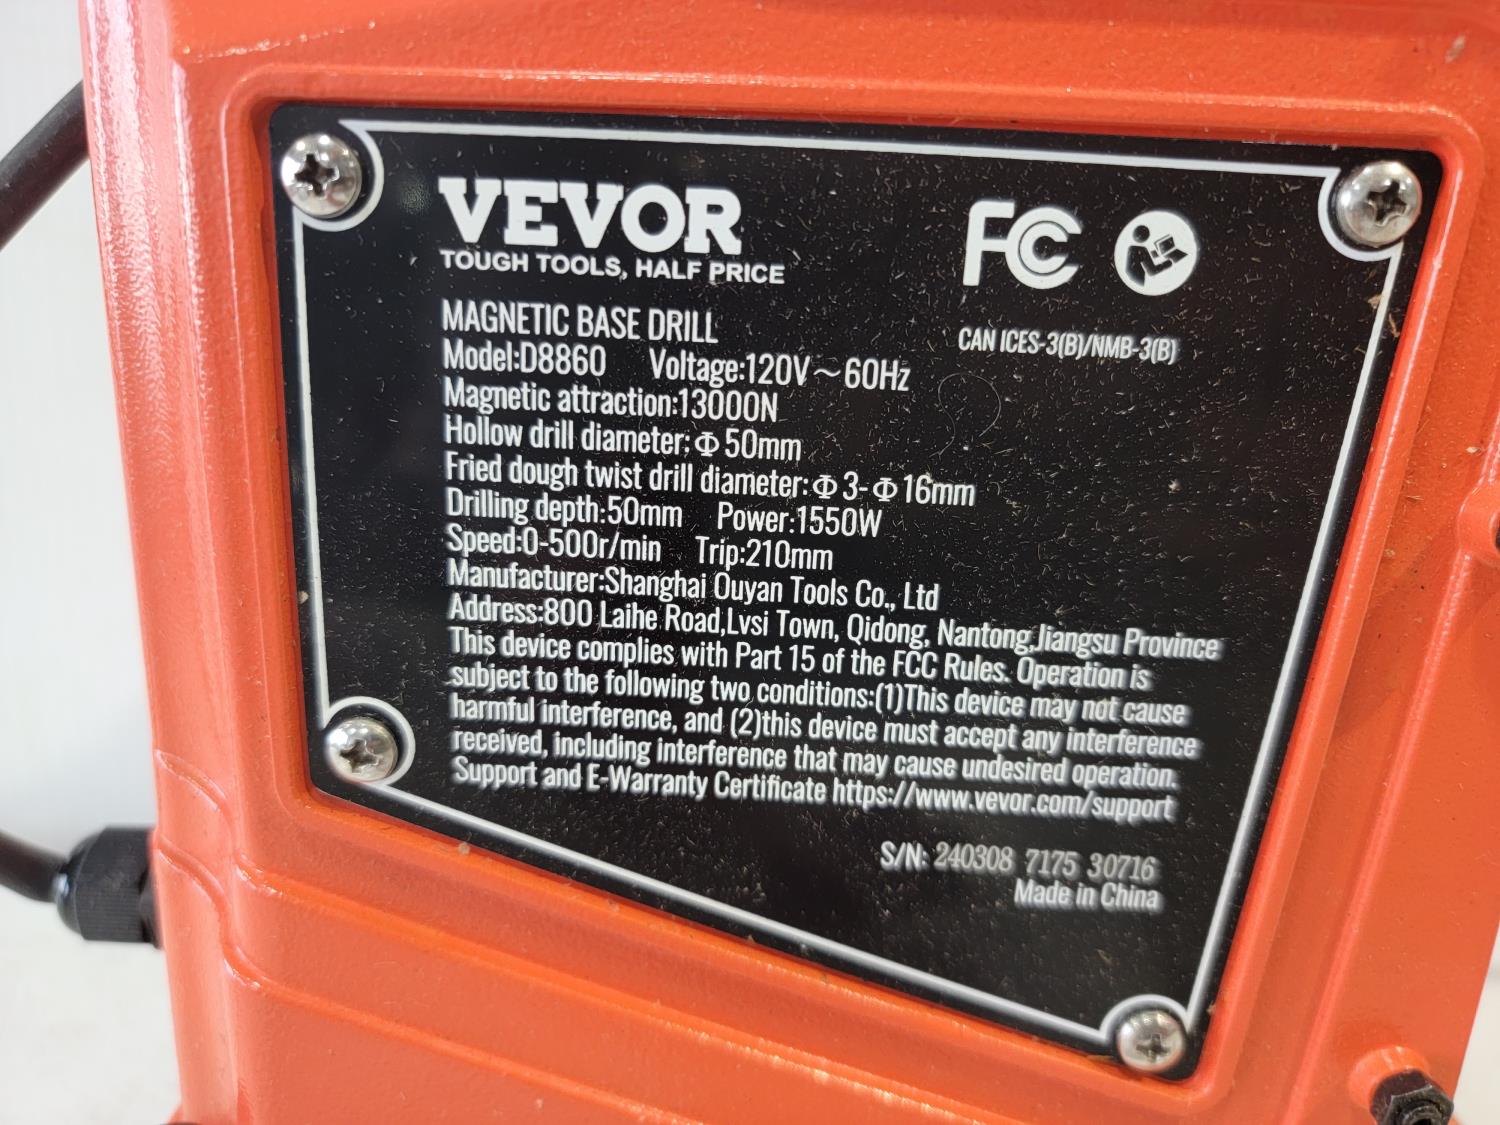 VEVOR
TOUGH TOOLS, HALF PRICE
FCC
CAN ICES-3(B)/NMB-3(B)
MAGNETIC BASE DRILL
Model:D8860 Voltage:120V～60Hz
Magnetic attraction:13000N
Hollow drill diameter:Φ50mm
Fried dough twist drill diameter:Φ3-Φ16mm
Drilling depth:50mm Power:1550W
Speed:0-500r/min Trip:210mm
Manufacturer:Shanghai Ouyan Tools Co., Ltd
Address:800 Laihe Road,Lvsi Town, Qidong, Nantong,Jiangsu Province
This device complies with Part 15 of the FCC Rules. Operation is
subject to the following two conditions:(1)This device may not cause
harmful interference, and (2)this device must accept any interference
received, including interference that may cause undesired operation.
Support and E-Warranty Certificate https://www.vevor.com/support
S/N: 240308 7175 30716
Made in China